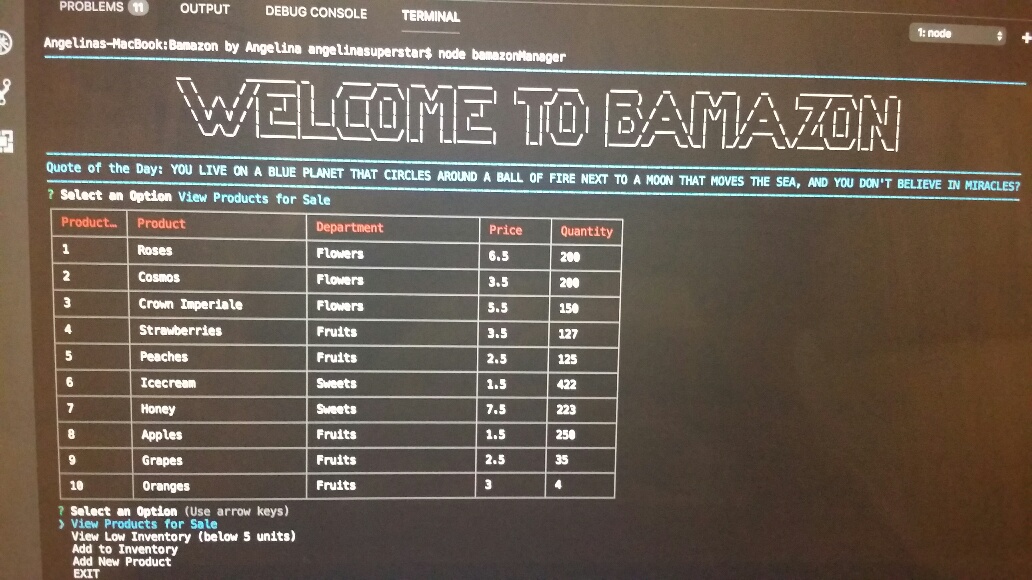 PROBLEMS 11 OUTPUT DEBUG CONSOLE TERMINAL 1: node
Angelinas-MacBook:Bamazon by Angelina angelinasuperstar$ node bamazonManager
WELCOME TO BAMAZON
Quote of the Day: YOU LIVE ON A BLUE PLANET THAT CIRCLES AROUND A BALL OF FIRE NEXT TO A MOON THAT MOVES THE SEA, AND YOU DON'T BELIEVE IN MIRACLES?
? Select an Option View Products for Sale
Product… Product Department Price Quantity
1 Roses Flowers 6.5 200
2 Cosmos Flowers 3.5 200
3 Crown Imperiale Flowers 5.5 150
4 Strawberries Fruits 3.5 127
5 Peaches Fruits 2.5 125
6 Icecream Sweets 1.5 422
7 Honey Sweets 7.5 223
8 Apples Fruits 1.5 250
9 Grapes Fruits 2.5 35
10 Oranges Fruits 3 4
? Select an Option (Use arrow keys)
❯ View Products for Sale
View Low Inventory (below 5 units)
Add to Inventory
Add New Product
EXIT